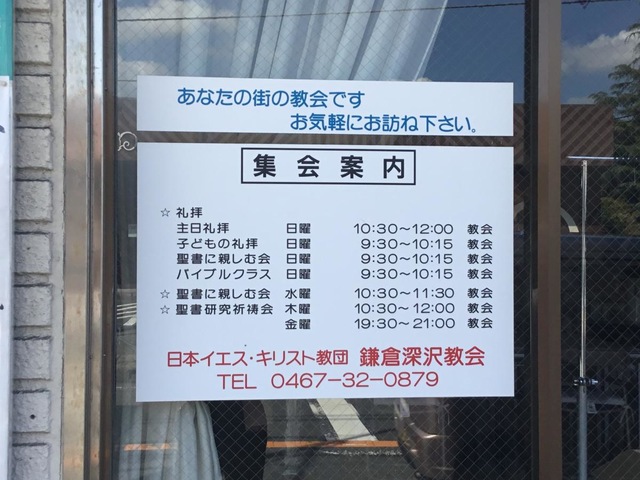 あなたの街の教会です
お気軽にお訪ね下さい。
集会案内
☆ 礼拝
主日礼拝 日曜 10:30～12:00 教会
子どもの礼拝 日曜 9:30～10:15 教会
聖書に親しむ会 日曜 9:30～10:15 教会
バイブルクラス 日曜 9:30～10:15 教会
☆ 聖書に親しむ会 水曜 10:30～11:30 教会
☆ 聖書研究祈祷会 木曜 10:30～12:00 教会
金曜 19:30～21:00 教会
日本イエス・キリスト教団 鎌倉深沢教会
TEL 0467-32-0879